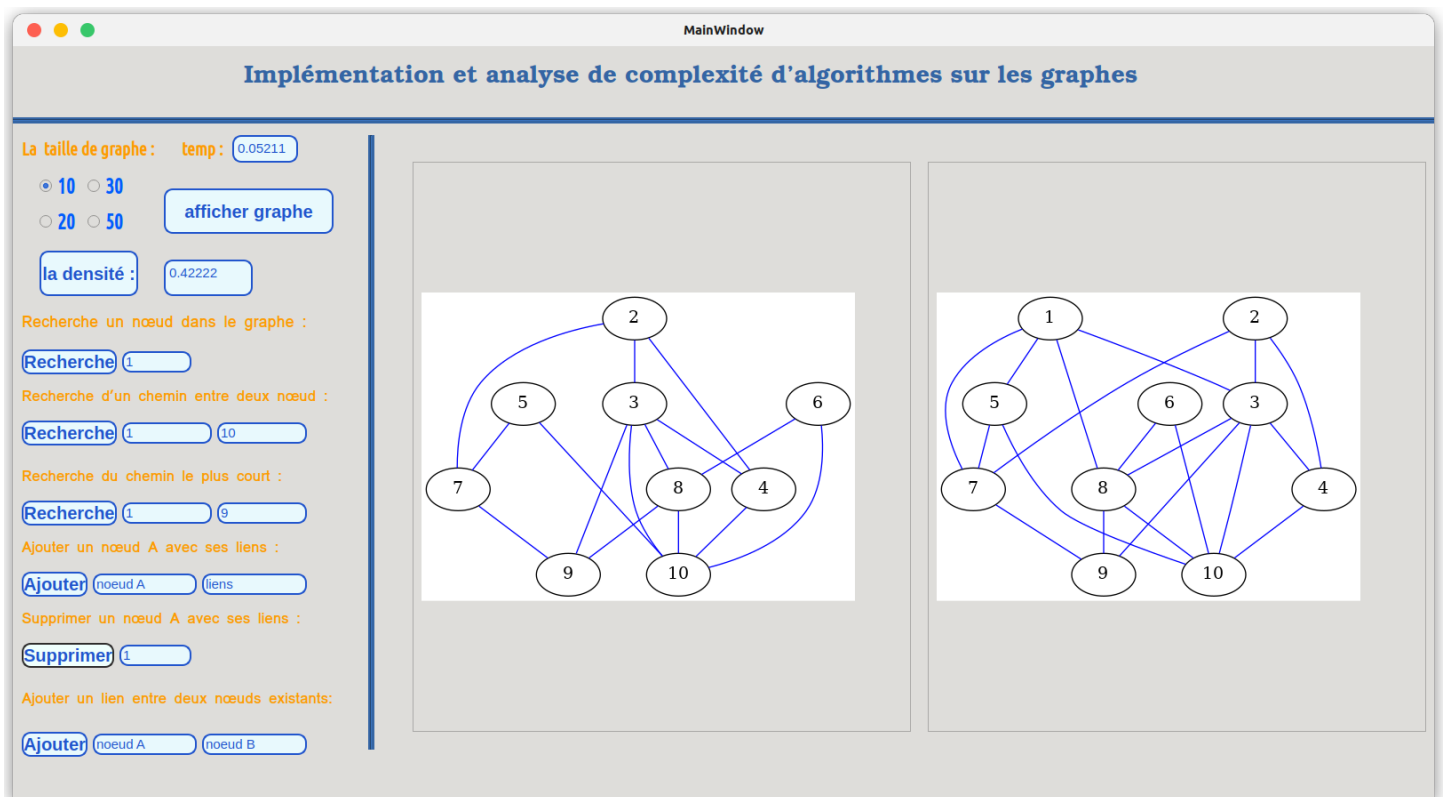 MainWindow
Implémentation et analyse de complexité d'algorithmes sur les graphes
La taille de graphe : temp : 0.05211
10 30
afficher graphe
20 50
la densité : 0.42222
Recherche un nœud dans le graphe :
Recherche 1
Recherche d'un chemin entre deux nœud :
Recherche 1 10
Recherche du chemin le plus court :
Recherche 1 9
Ajouter un nœud A avec ses liens :
Ajouter noeud A liens
Supprimer un nœud A avec ses liens :
Supprimer 1
Ajouter un lien entre deux nœuds existants:
Ajouter noeud A noeud B
2
5 3 6
7 8 4
9 10
1 2
5 6 3
7 8 4
9 10